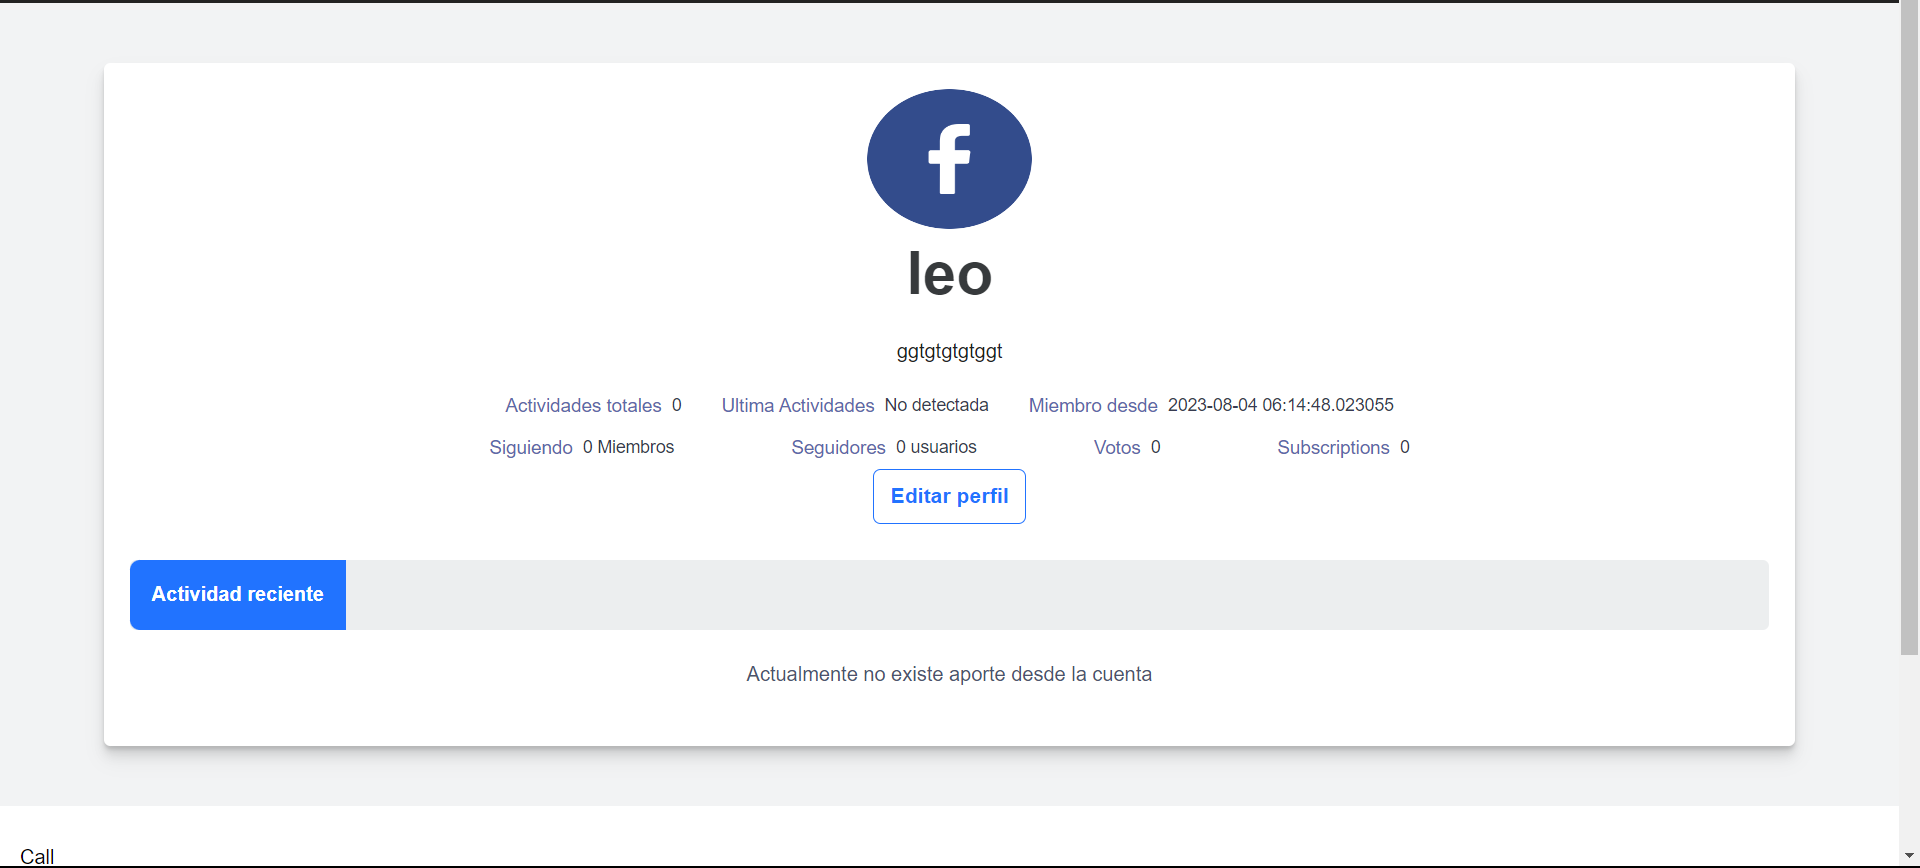 f
leo
ggtgtgtgtggt
Actividades totales 0 Ultima Actividades No detectada Miembro desde 2023-08-04 06:14:48.023055
Siguiendo 0 Miembros Seguidores 0 usuarios Votos 0 Subscriptions 0
Editar perfil
Actividad reciente
Actualmente no existe aporte desde la cuenta
Call